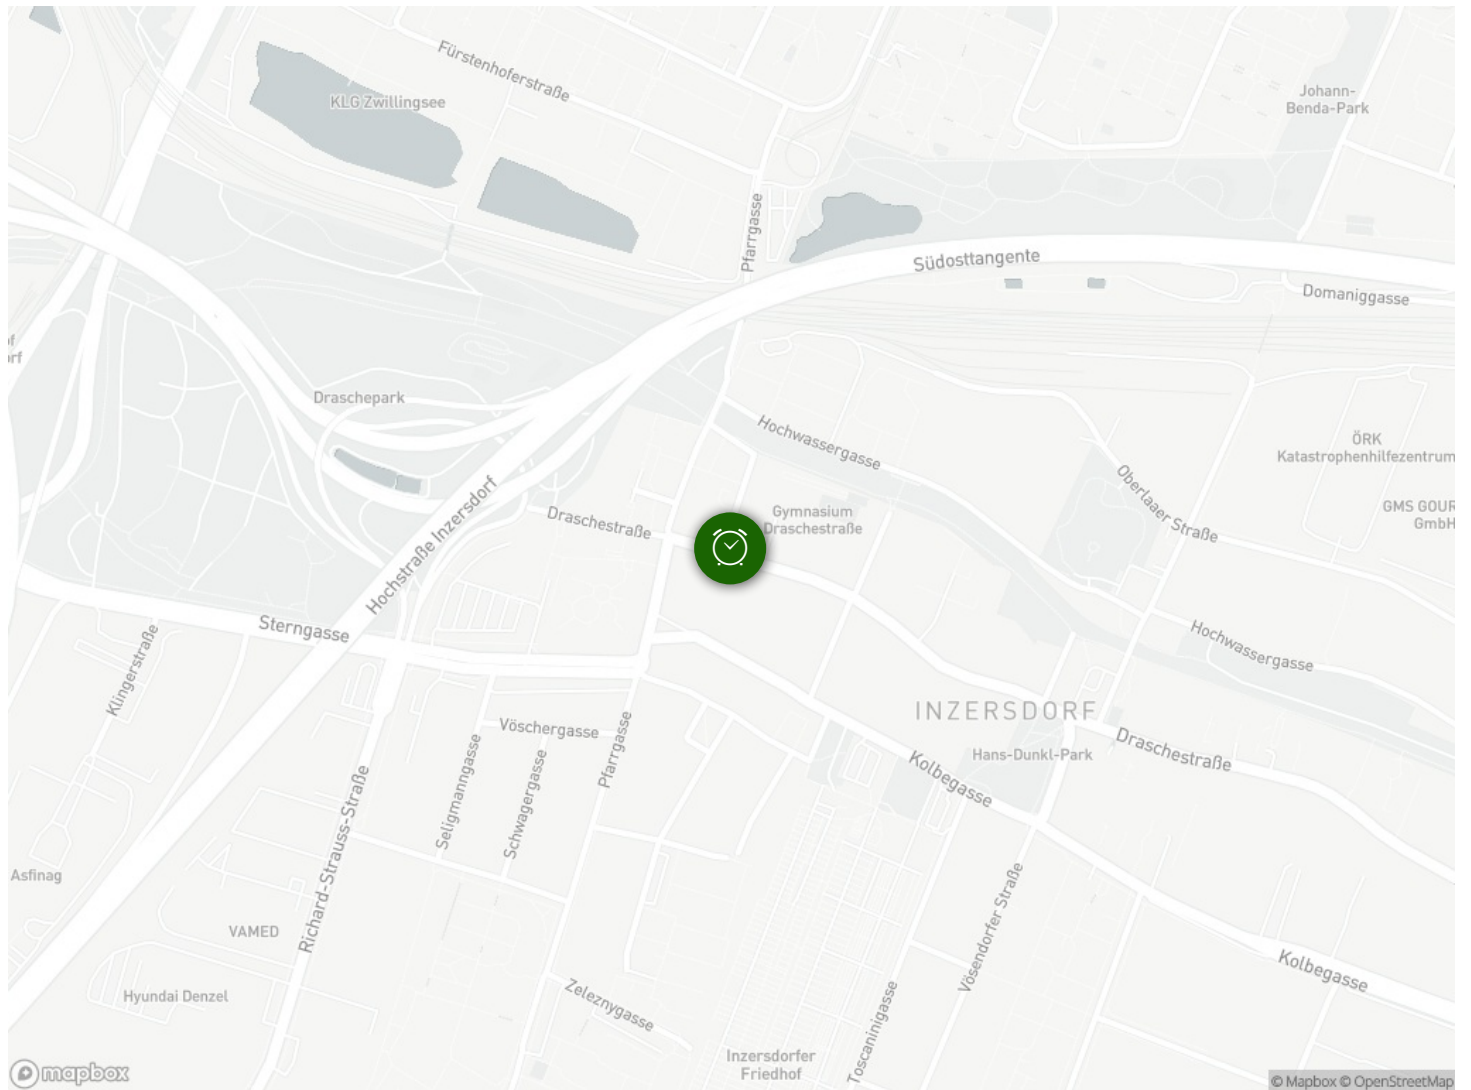 Fürstenhoferstraße
KLG Zwillingsee
Johann-
Benda-Park
Pfarrgasse
Südosttangente
Domaniggasse
Draschepark
Hochwassergasse
ÖRK
Katastrophenhilfezentrum
Oberlaaer Straße
Hochstraße Inzersdorf
Draschestraße
Gymnasium
Draschestraße
GMS GOUR
GmbH
Sterngasse
Klingerstraße
Hochwassergasse
INZERSDORF
Vöschergasse
Pfarrgasse
Hans-Dunkl-Park
Draschestraße
Kolbegasse
Seligmanngasse
Schwagergasse
Richard-Strauss-Straße
Asfinag
VAMED
Vösendorfer Straße
Kolbegasse
Hyundai Denzel
Zeleznygasse
Toscaninigasse
Inzersdorfer
Friedhof
mapbox
© Mapbox © OpenStreetMap